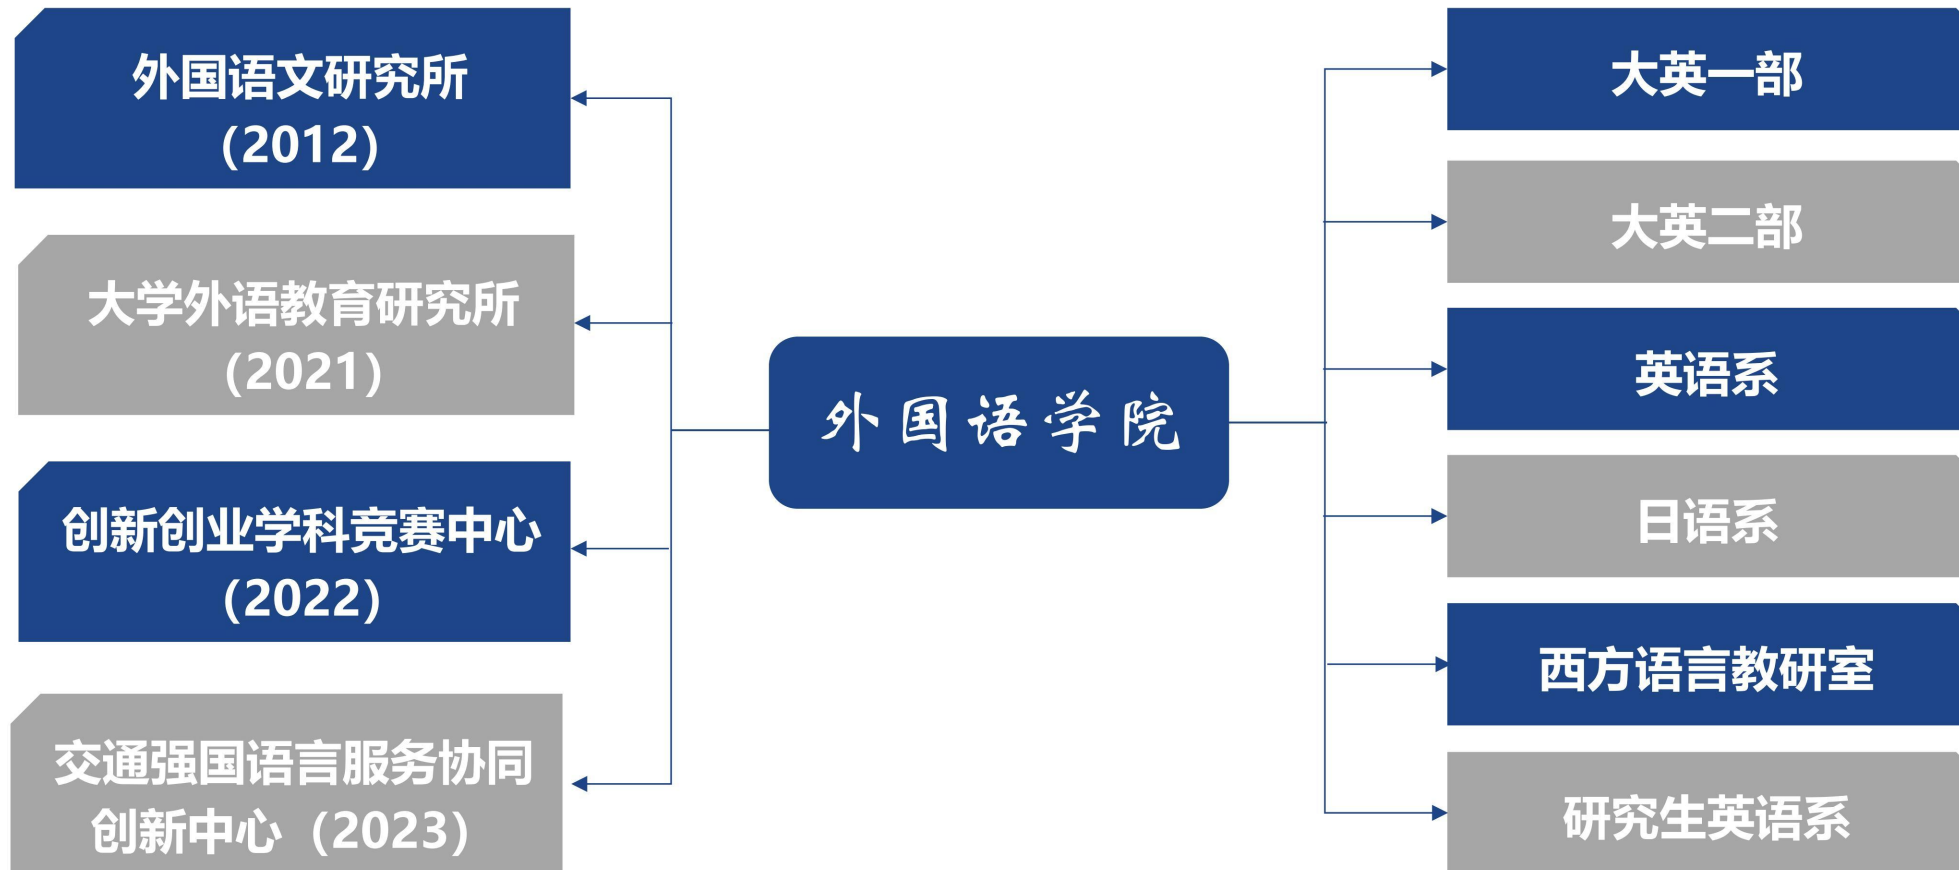 外国语文研究所
(2012)
大学外语教育研究所
(2021)
创新创业学科竞赛中心
(2022)
交通强国语言服务协同
创新中心 (2023)
外国语学院
大英一部
大英二部
英语系
日语系
西方语言教研室
研究生英语系